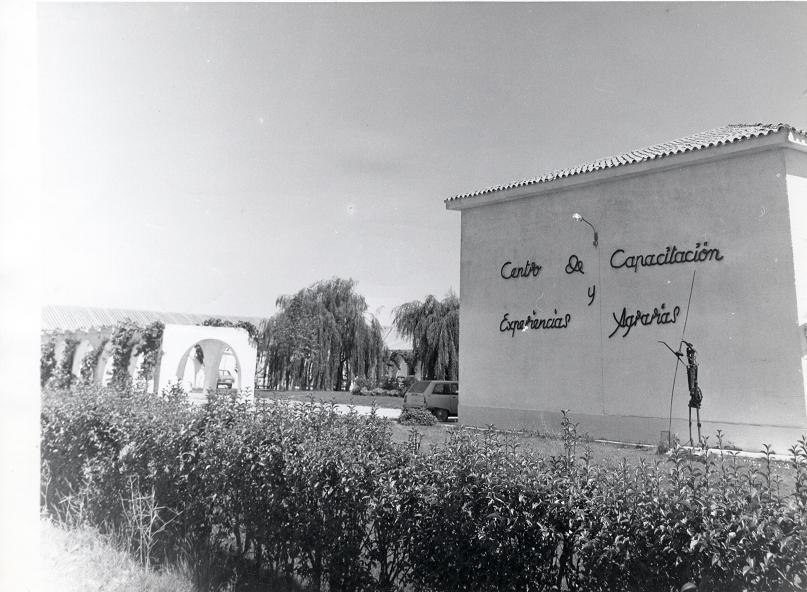 Centro De Capacitación
y
Experiencias Agrarias